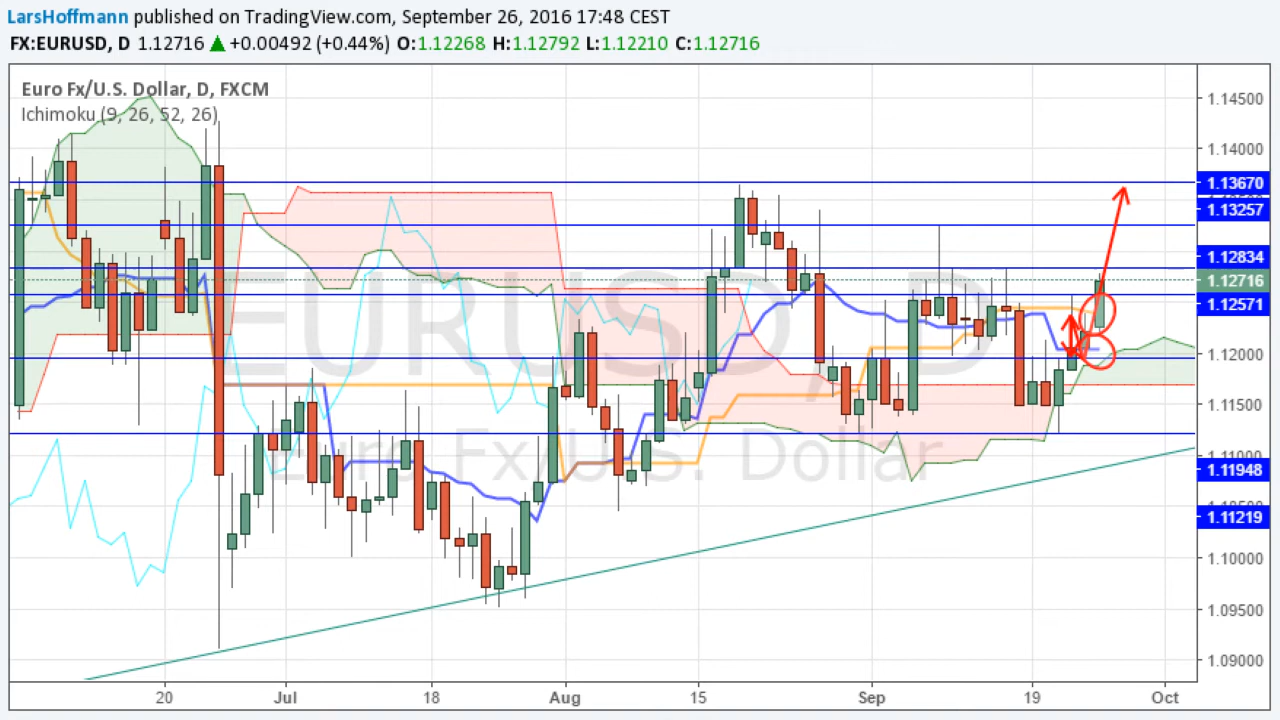 LarsHoffmann published on TradingView.com, September 26, 2016 17:48 CEST
FX:EURUSD, D 1.12716 ▲ +0.00492 (+0.44%) O:1.12268 H:1.12792 L:1.12210 C:1.12716
Euro Fx/U.S. Dollar, D, FXCM
Ichimoku (9, 26, 52, 26)
EURUSD, D
Euro Fx/U.S. Dollar
1.14500
1.14000
1.13670
1.13257
1.12834
1.12716
1.12571
1.12000
1.11500
1.11000
1.11948
1.11219
1.10000
1.09500
1.09000
20 Jul 18 Aug 15 Sep 19 Oct